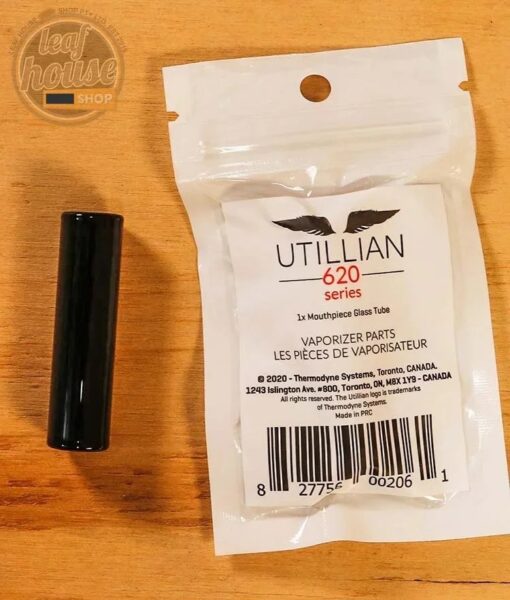 leaf
house
SHOP
UTILLIAN
620
series
1x Mouthpiece Glass Tube
VAPORIZER PARTS
LES PIÈCES DE VAPORISATEUR
© 2020 - Thermodyne Systems, Toronto, CANADA.
1243 Islington Ave. #800, Toronto, ON, M8X 1Y9 - CANADA
All rights reserved. The Utillian logo is trademarks
of Thermodyne Systems.
Made in PRC
8 27756 00206 1